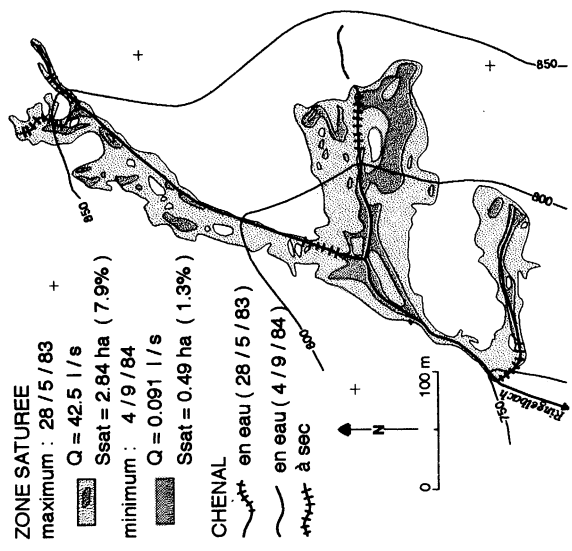 ZONE SATUREE
maximum : 28 / 5 / 83
Q = 42.5 l / s
Ssat = 2.84 ha ( 7.9% )
minimum : 4 / 9 / 84
Q = 0.091 l / s
Ssat = 0.49 ha ( 1.3% )
CHENAL
en eau ( 28 / 5 / 83 )
en eau ( 4 / 9 / 84 )
à sec
N
0 100 m
850
850
800
800
750
Ringelbach